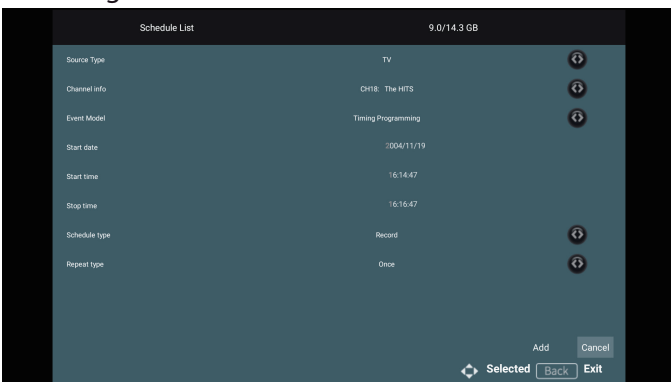 Schedule List 9.0/14.3 GB
Source Type TV
Channel info CH18: The HITS
Event Model Timing Programming
Start date 2004/11/19
Start time 16:14:47
Stop time 16:16:47
Schedule type Record
Repeat type Once
Add Cancel
Selected Back Exit